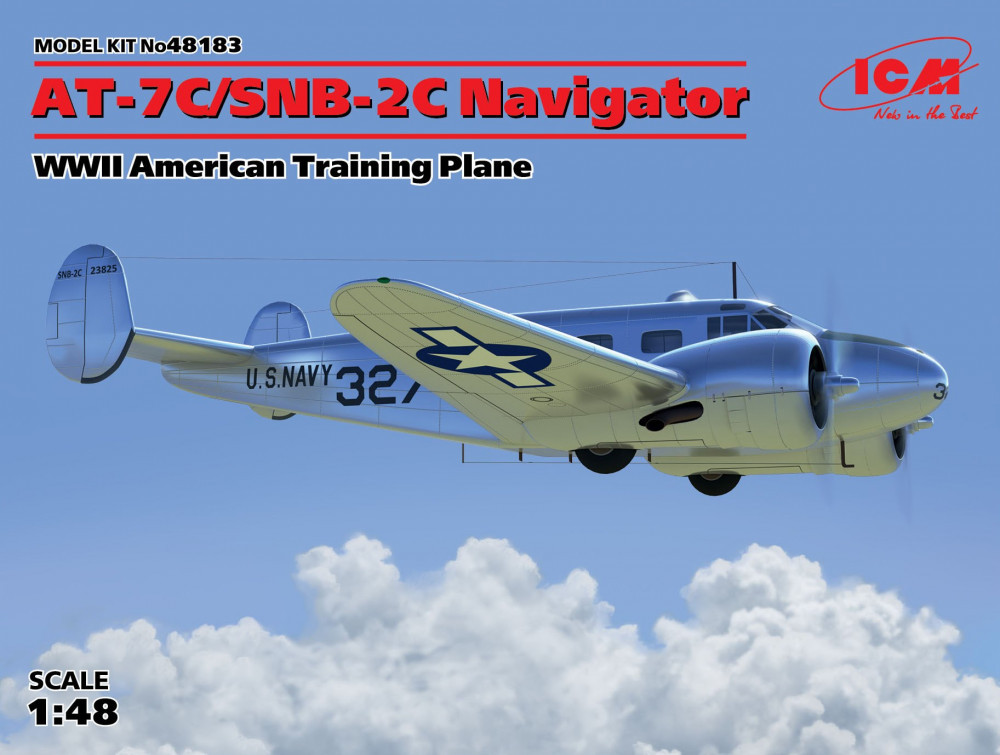 MODEL KIT No48183
AT-7C/SNB-2C Navigator
WWII American Training Plane
ICM
New in the Best
SNB-2C 23825
U.S.NAVY 327
3
SCALE
1:48